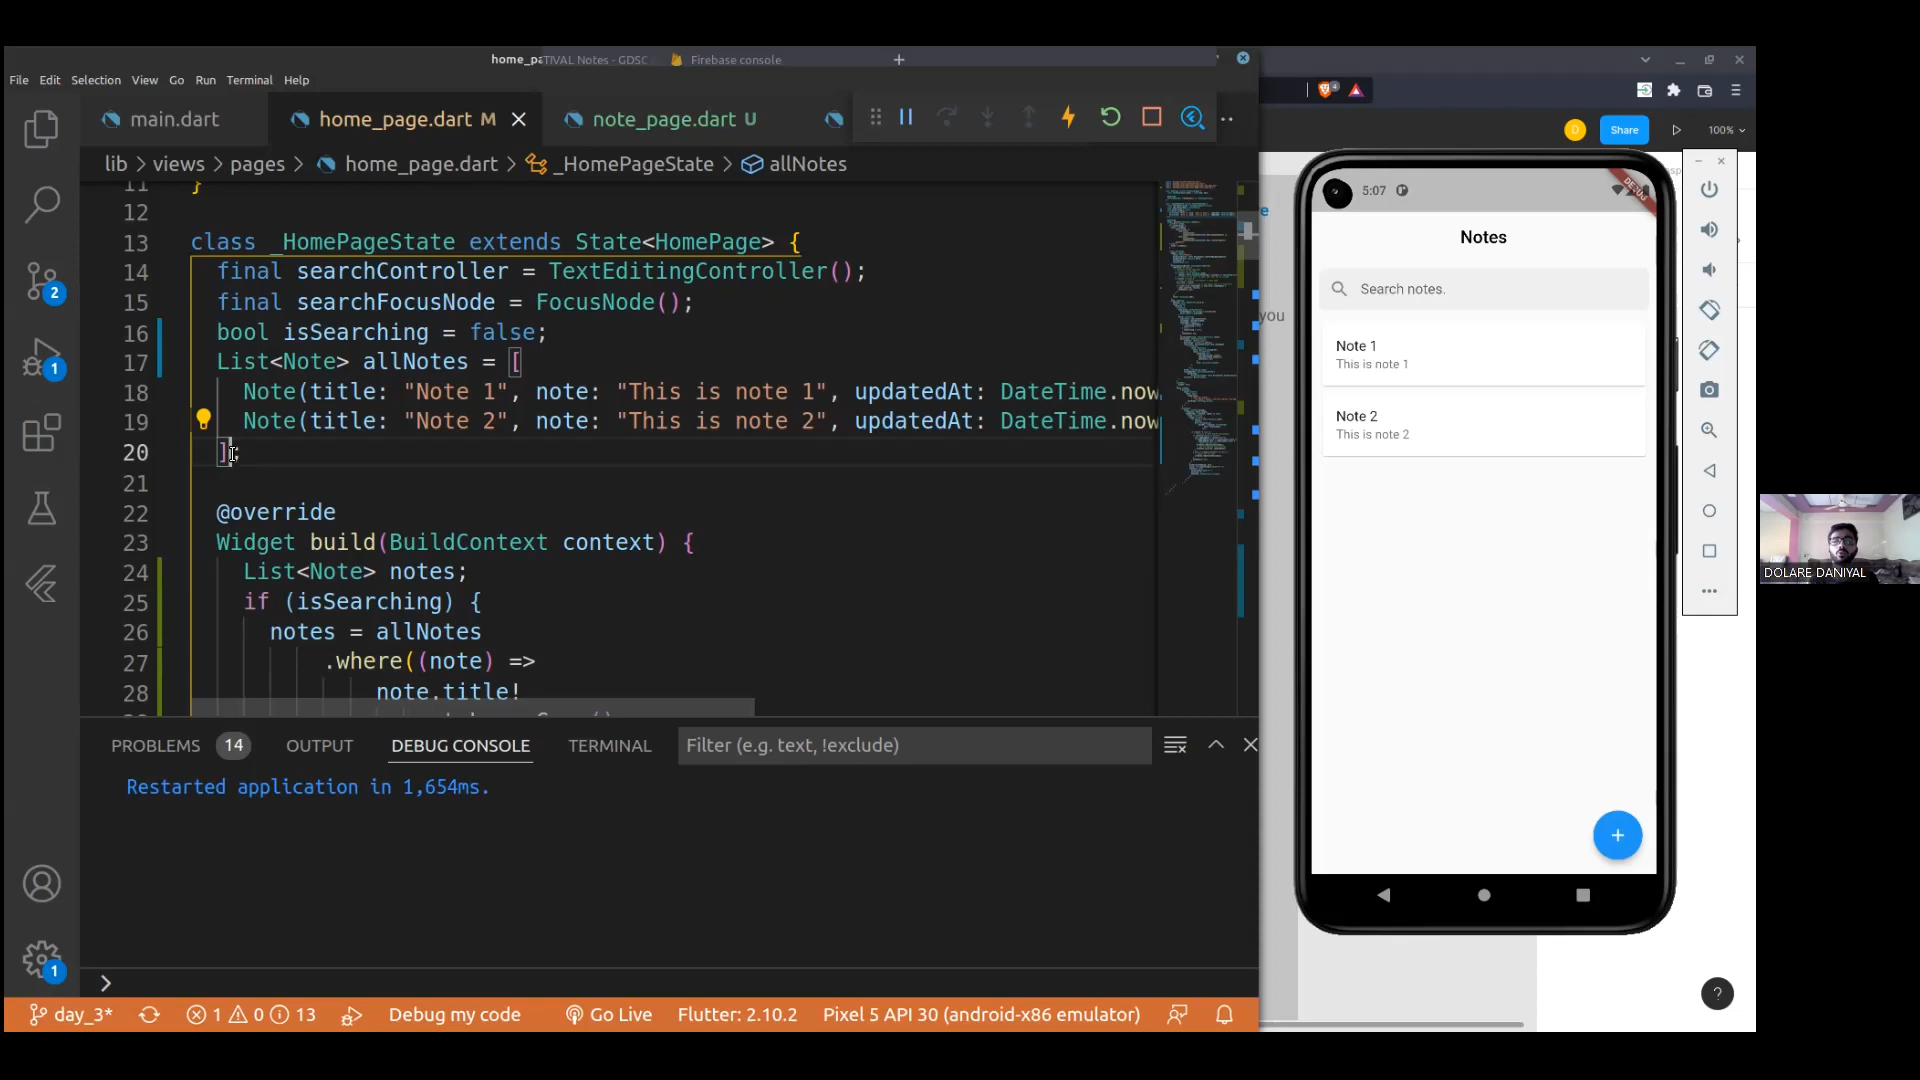 home_pa
TIVAL Notes - GDSC
Firebase console
File Edit Selection View Go Run Terminal Help
main.dart
home_page.dart M
note_page.dart U
lib > views > pages > home_page.dart > _HomePageState > allNotes
11 }
12
13 class _HomePageState extends State<HomePage> {
14 final searchController = TextEditingController();
15 final searchFocusNode = FocusNode();
16 bool isSearching = false;
17 List<Note> allNotes = [
18 Note(title: "Note 1", note: "This is note 1", updatedAt: DateTime.now
19 Note(title: "Note 2", note: "This is note 2", updatedAt: DateTime.now
20 ];
21
22 @override
23 Widget build(BuildContext context) {
24 List<Note> notes;
25 if (isSearching) {
26 notes = allNotes
27 .where((note) =>
28 note.title!
2
1
1
PROBLEMS 14 OUTPUT DEBUG CONSOLE TERMINAL
Filter (e.g. text, !exclude)
Restarted application in 1,654ms.
>
day_3* 1 0 13 Debug my code Go Live Flutter: 2.10.2 Pixel 5 API 30 (android-x86 emulator)
4
D
Share
100%
you
5:07
DEBUG
Notes
Search notes.
Note 1
This is note 1
Note 2
This is note 2
+
?
DOLARE DANIYAL